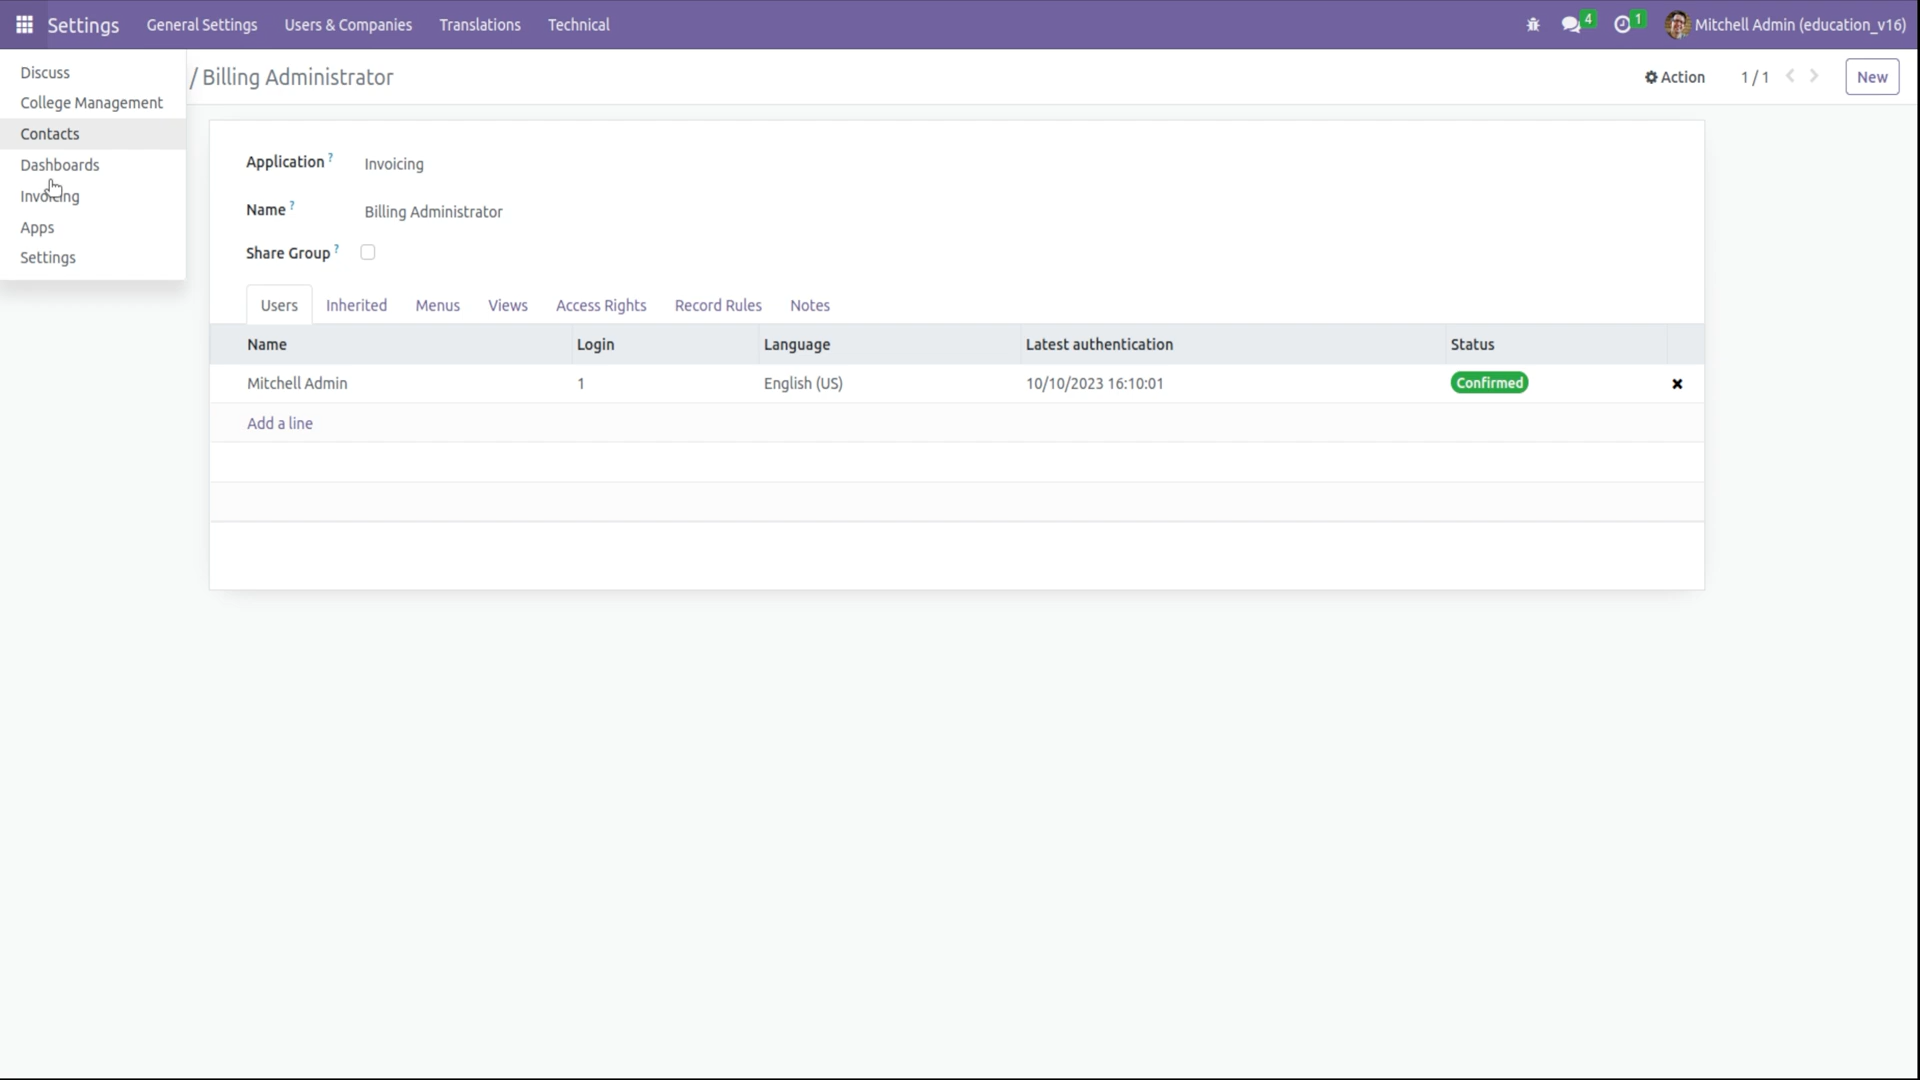 Settings General Settings Users & Companies Translations Technical 4 1 Mitchell Admin (education_v16)
Discuss
College Management
Contacts
Dashboards
Invoicing
Apps
Settings
/ Billing Administrator Action 1 / 1 New
Application ? Invoicing
Name ? Billing Administrator
Share Group ?
Users Inherited Menus Views Access Rights Record Rules Notes
Name Login Language Latest authentication Status
Mitchell Admin 1 English (US) 10/10/2023 16:10:01 Confirmed
Add a line